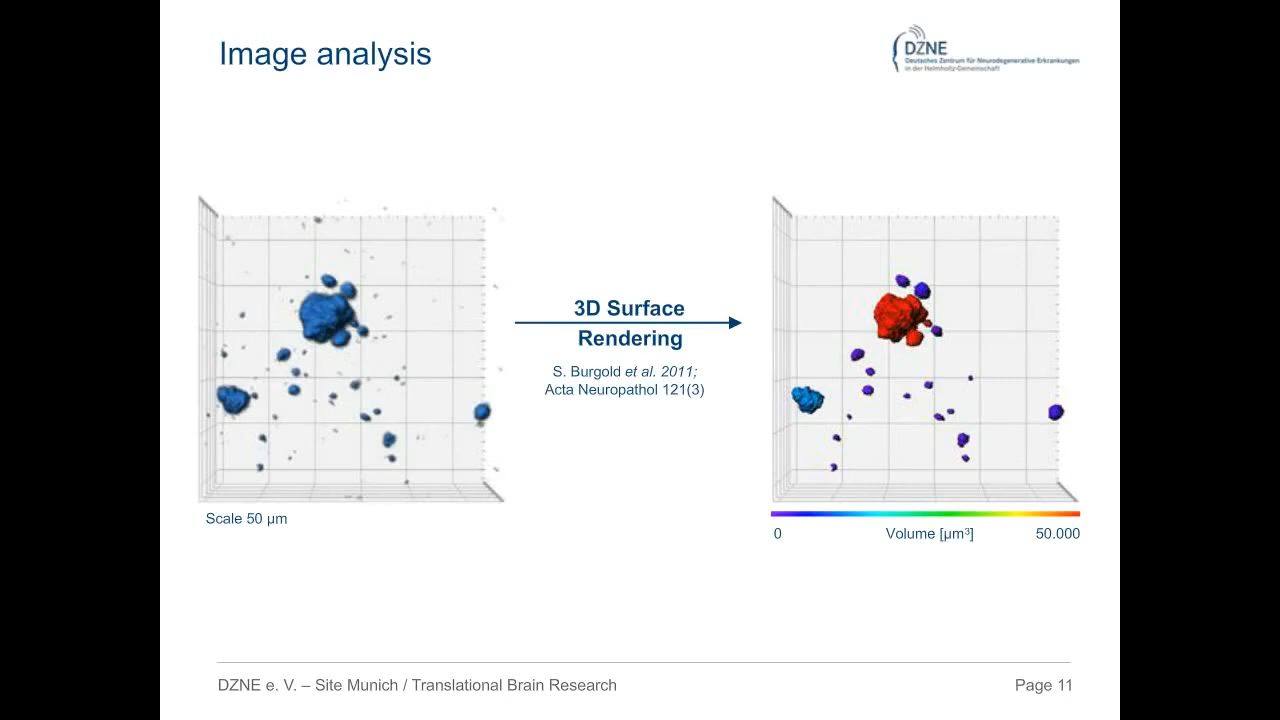 Image analysis
DZNE
Deutsches Zentrum für Neurodegenerative Erkrankungen
in der Helmholtz-Gemeinschaft
3D Surface
Rendering
S. Burgold et al. 2011;
Acta Neuropathol 121(3)
Scale 50 µm
0 Volume [µm³] 50.000
DZNE e. V. – Site Munich / Translational Brain Research Page 11